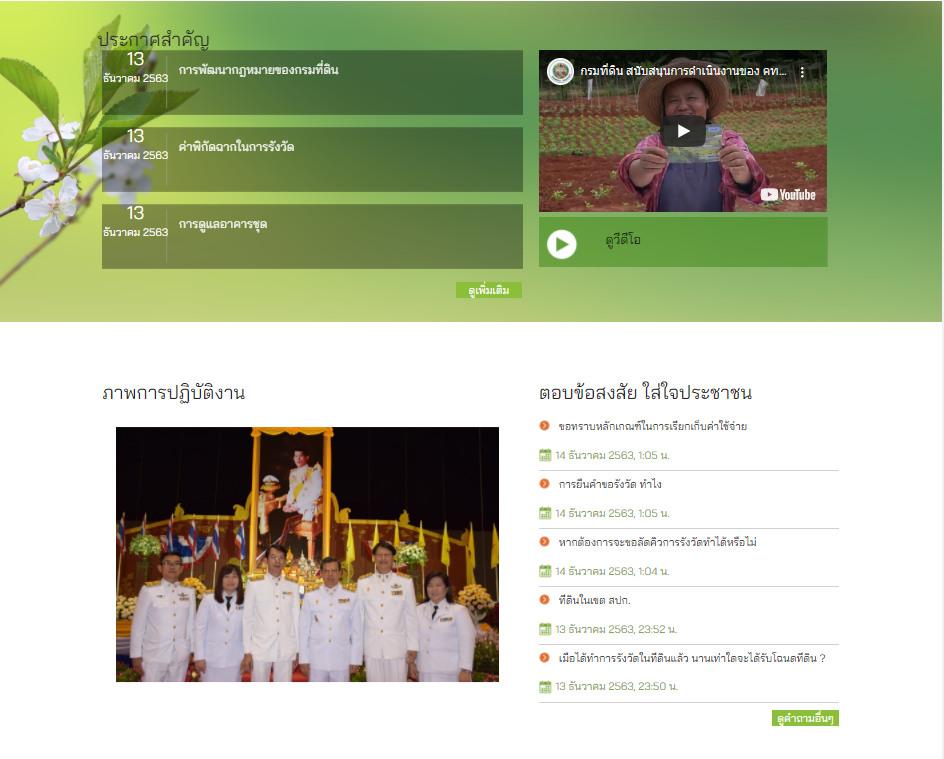 ประกาศสำคัญ
13
ธันวาคม 2563
การพัฒนากฎหมายของกรมที่ดิน
13
ธันวาคม 2563
ค่าพิกัดฉากในการรังวัด
13
ธันวาคม 2563
การดูแลอาคารชุด
ดูเพิ่มเติม
กรมที่ดิน สนับสนุนการดำเนินงานของ คท...
YouTube
ดูวีดีโอ
ภาพการปฏิบัติงาน
ตอบข้อสงสัย ใส่ใจประชาชน
ขอทราบหลักเกณฑ์ในการเรียกเก็บค่าใช้จ่าย
14 ธันวาคม 2563, 1:05 น.
การยื่นคำขอรังวัด ทำไง
14 ธันวาคม 2563, 1:05 น.
หากต้องการจะขอลัดคิวการรังวัดทำได้หรือไม่
14 ธันวาคม 2563, 1:04 น.
ที่ดินในเขต สปก.
13 ธันวาคม 2563, 23:52 น.
เมื่อได้ทำการรังวัดในที่ดินแล้ว นานเท่าใดจะได้รับโฉนดที่ดิน ?
13 ธันวาคม 2563, 23:50 น.
ดูคำถามอื่นๆ